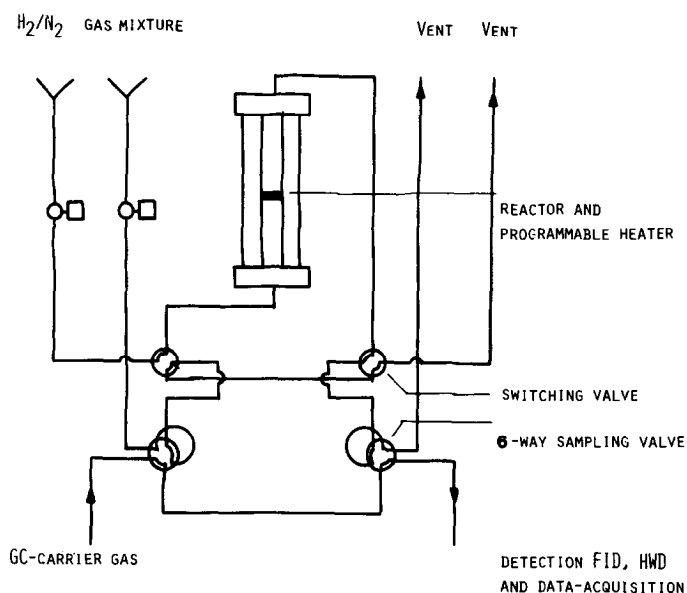 H2/N2 GAS MIXTURE
VENT VENT
REACTOR AND
PROGRAMMABLE HEATER
SWITCHING VALVE
6-WAY SAMPLING VALVE
GC-CARRIER GAS
DETECTION FID, HWD
AND DATA-ACQUISITION